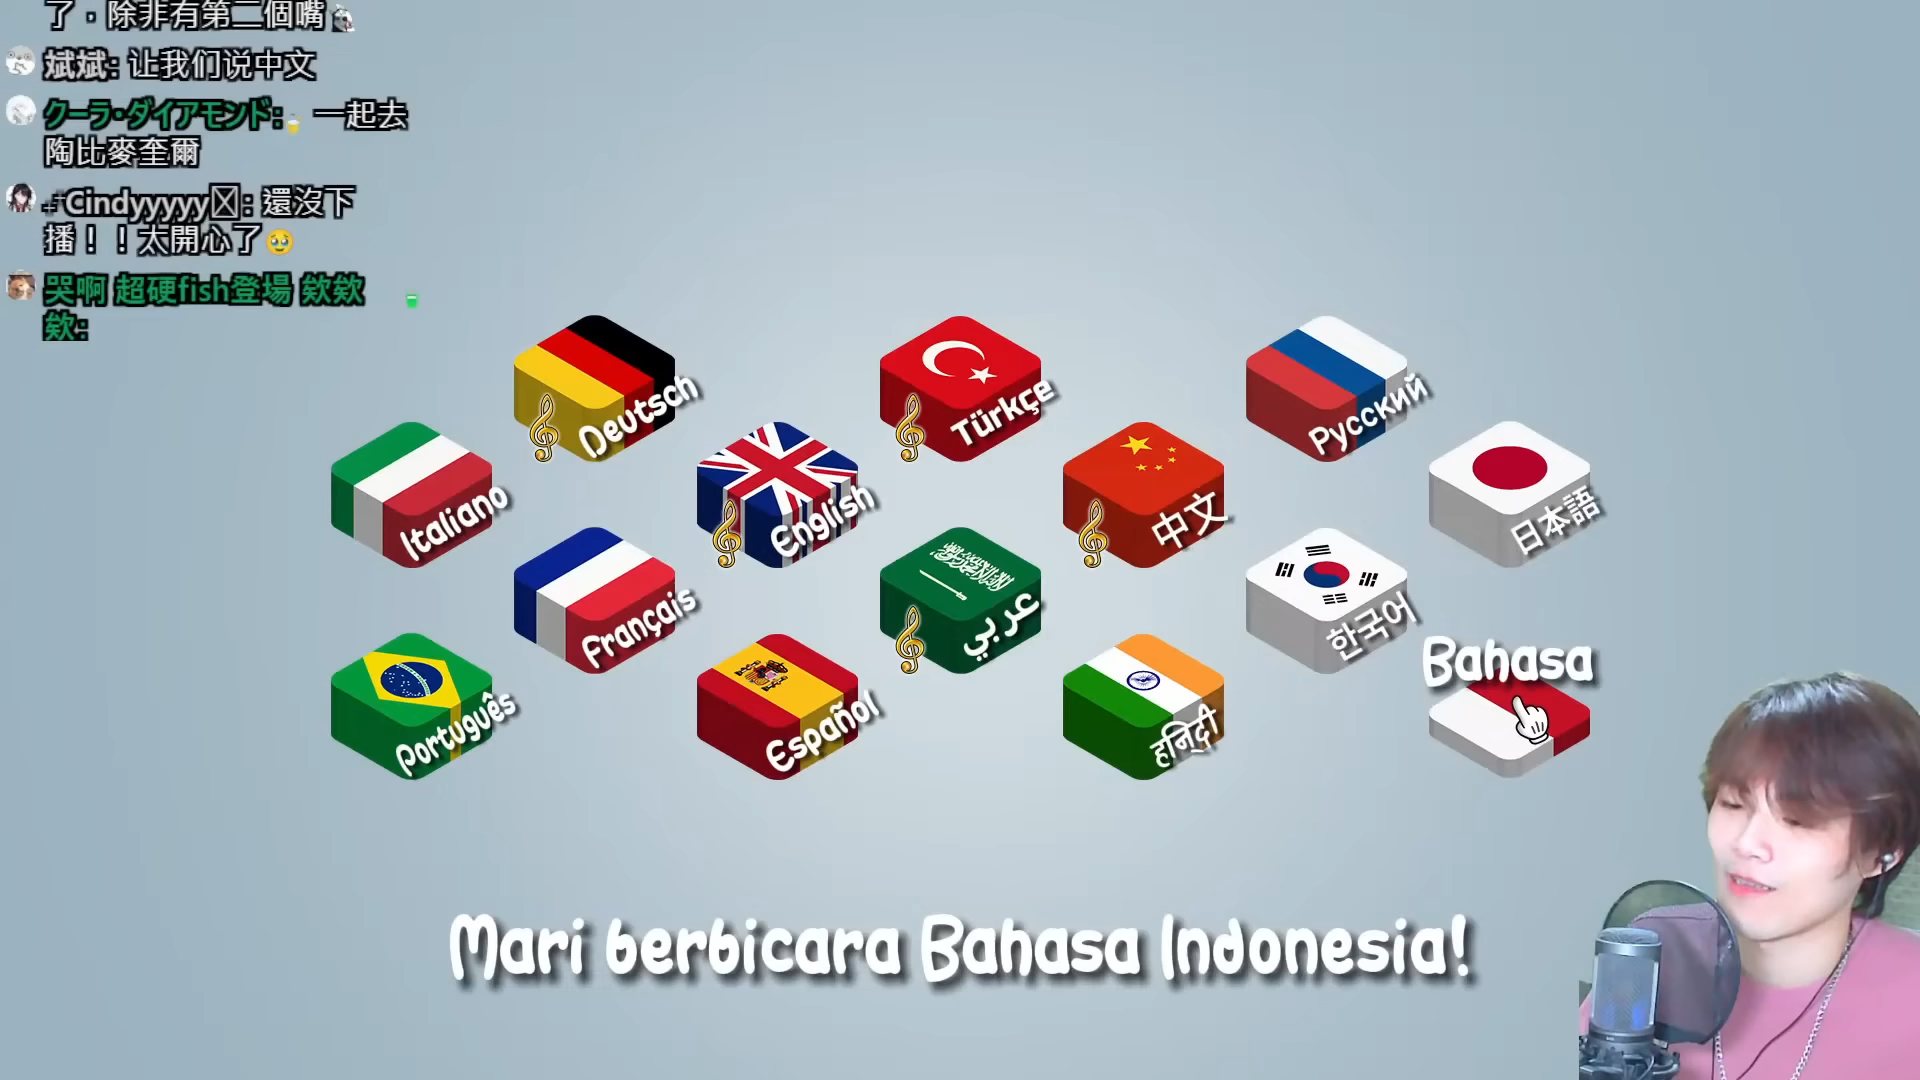 了，除非有第二個嘴
斌斌: 让我们说中文
クーラ・ダイアモンド: 一起去
陶比麥奎爾
Cindyyyyy: 還沒下
播！！太開心了🥹
哭啊 超硬fish登場 欸欸
欸:
Deutsch
Türkçe
Русский
Italiano
English
中文
日本語
Français
عربي
한국어
Português
Español
हिन्दी
Bahasa
Mari berbicara Bahasa Indonesia!